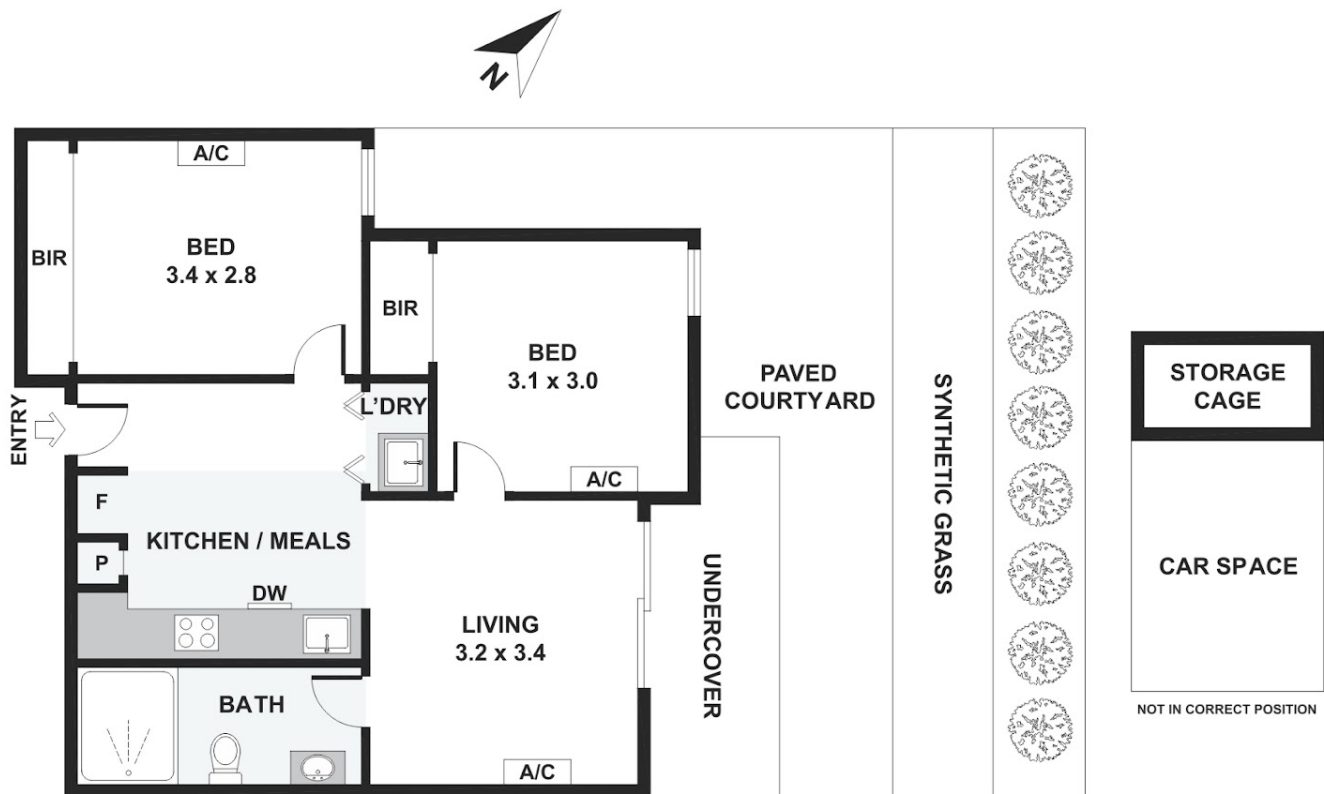 N
A/C
BIR
BED
3.4 x 2.8
BIR
BED
3.1 x 3.0
A/C
ENTRY
L'DRY
F
P
KITCHEN / MEALS
DW
LIVING
3.2 x 3.4
BATH
A/C
UNDERCOVER
PAVED
COURTYARD
SYNTHETIC GRASS
STORAGE
CAGE
CAR SPACE
NOT IN CORRECT POSITION